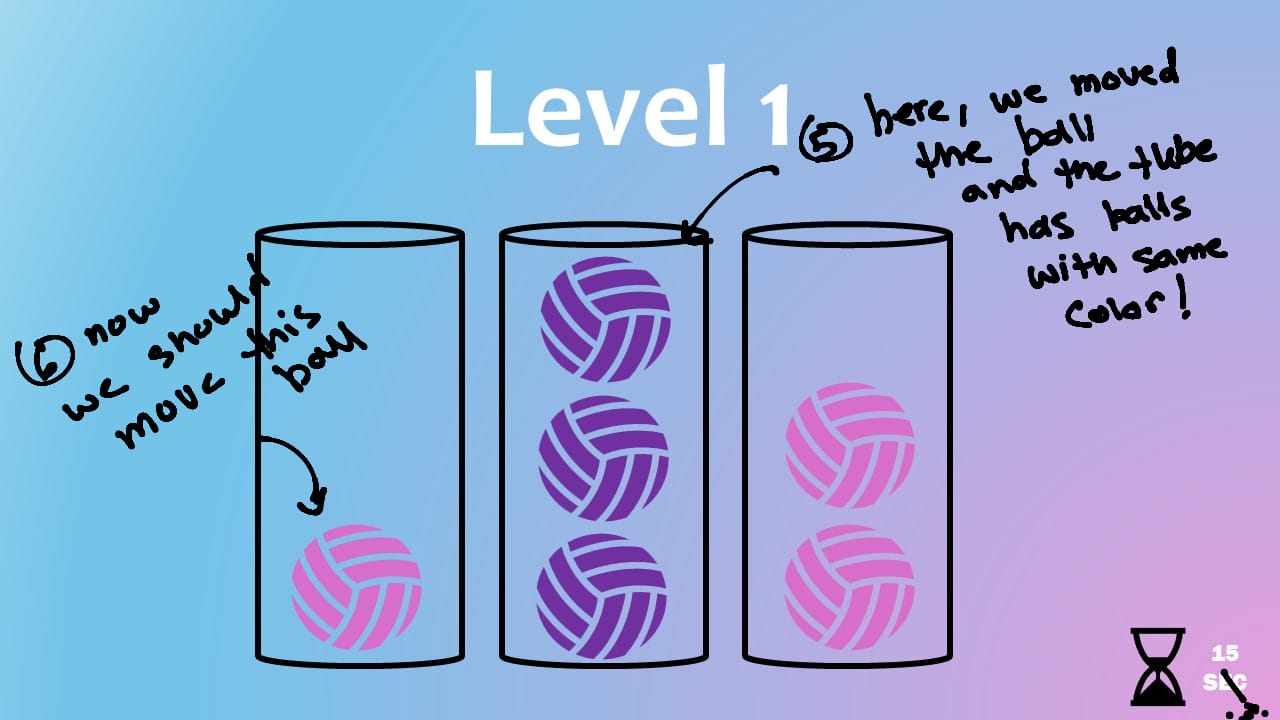 Level 1
⑤ here, we moved
the ball
and the tube
has balls
with same
color!
⑥ now
we should
move this
ball
15
SEC